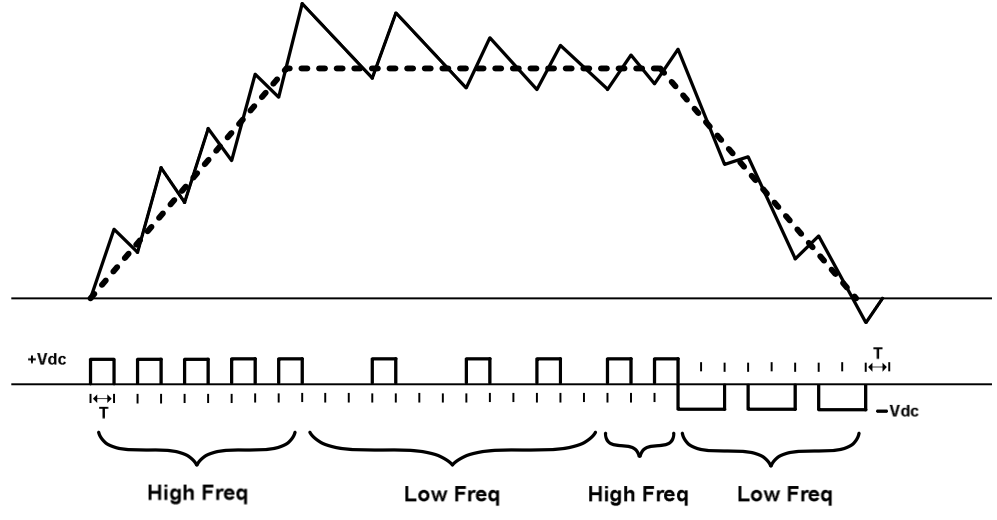 +Vdc
T
T
−Vdc
High Freq
Low Freq
High Freq
Low Freq